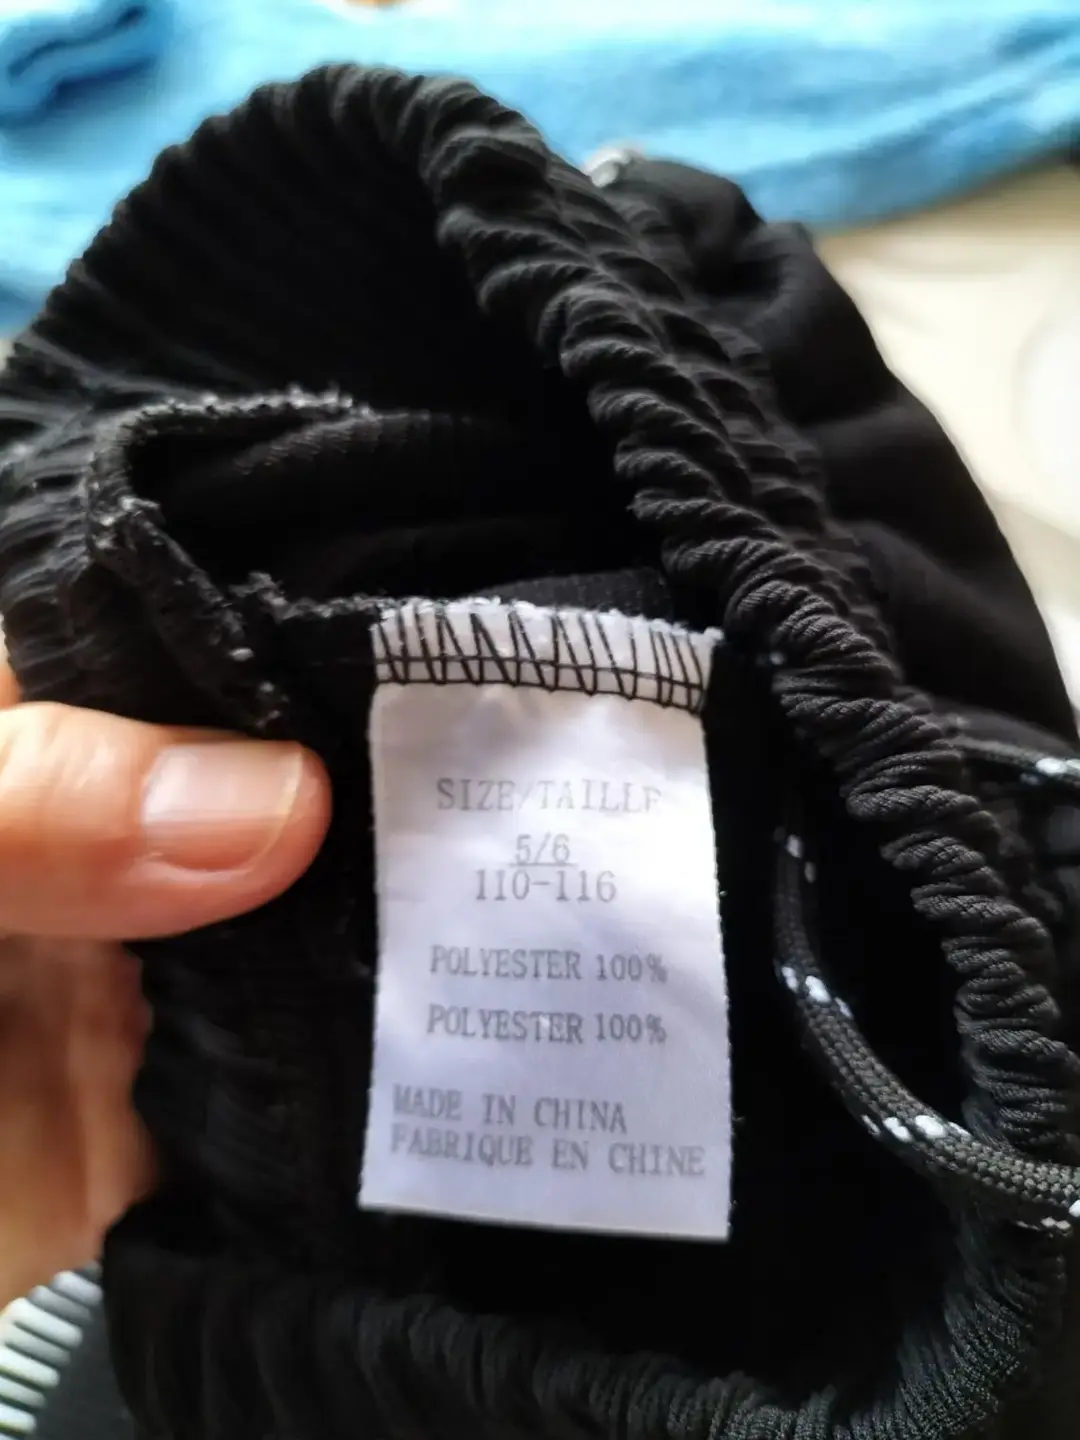 SIZE/TAILLE
5/6
110-116
POLYESTER 100%
POLYESTER 100%
MADE IN CHINA
FABRIQUE EN CHINE